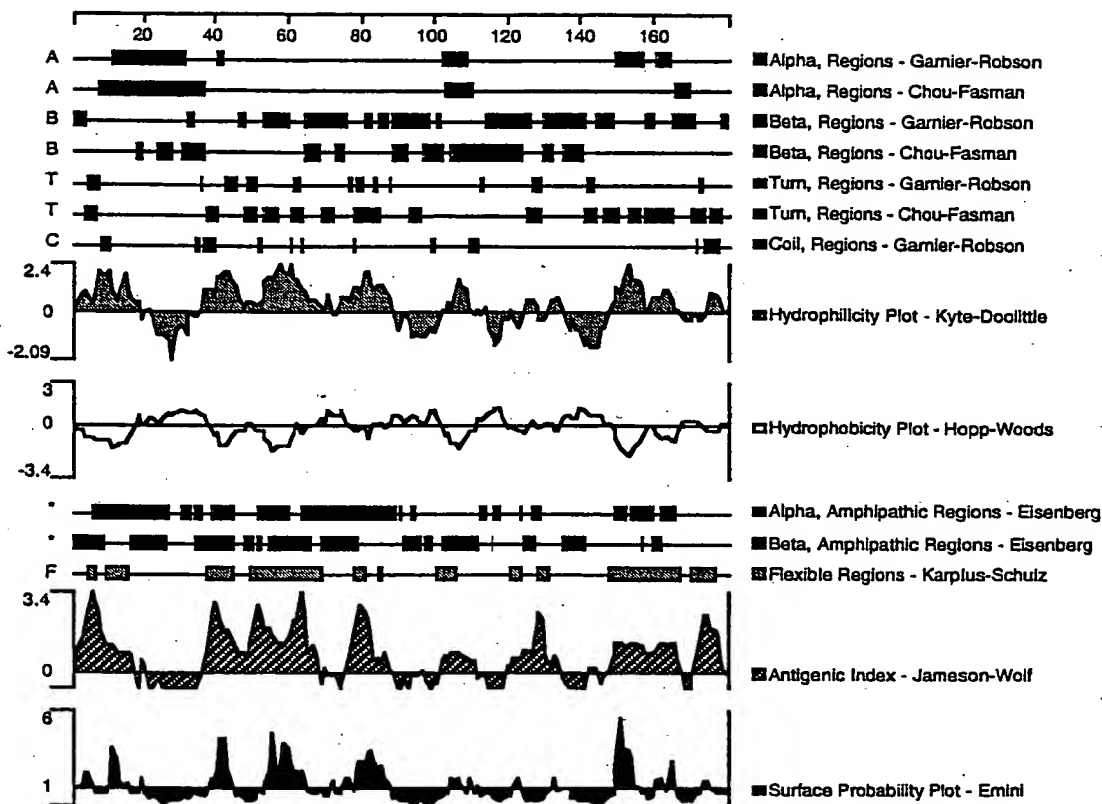 20 40 60 80 100 120 140 160
A Alpha, Regions - Garnier-Robson
A Alpha, Regions - Chou-Fasman
B Beta, Regions - Garnier-Robson
B Beta, Regions - Chou-Fasman
T Turn, Regions - Garnier-Robson
T Turn, Regions - Chou-Fasman
C Coil, Regions - Garnier-Robson
2.4
0 Hydrophilicity Plot - Kyte-Doolittle
-2.09
3
0 Hydrophobicity Plot - Hopp-Woods
-3.4
* Alpha, Amphipathic Regions - Eisenberg
* Beta, Amphipathic Regions - Eisenberg
F Flexible Regions - Karplus-Schulz
3.4
0 Antigenic Index - Jameson-Wolf
6
1 Surface Probability Plot - Emini